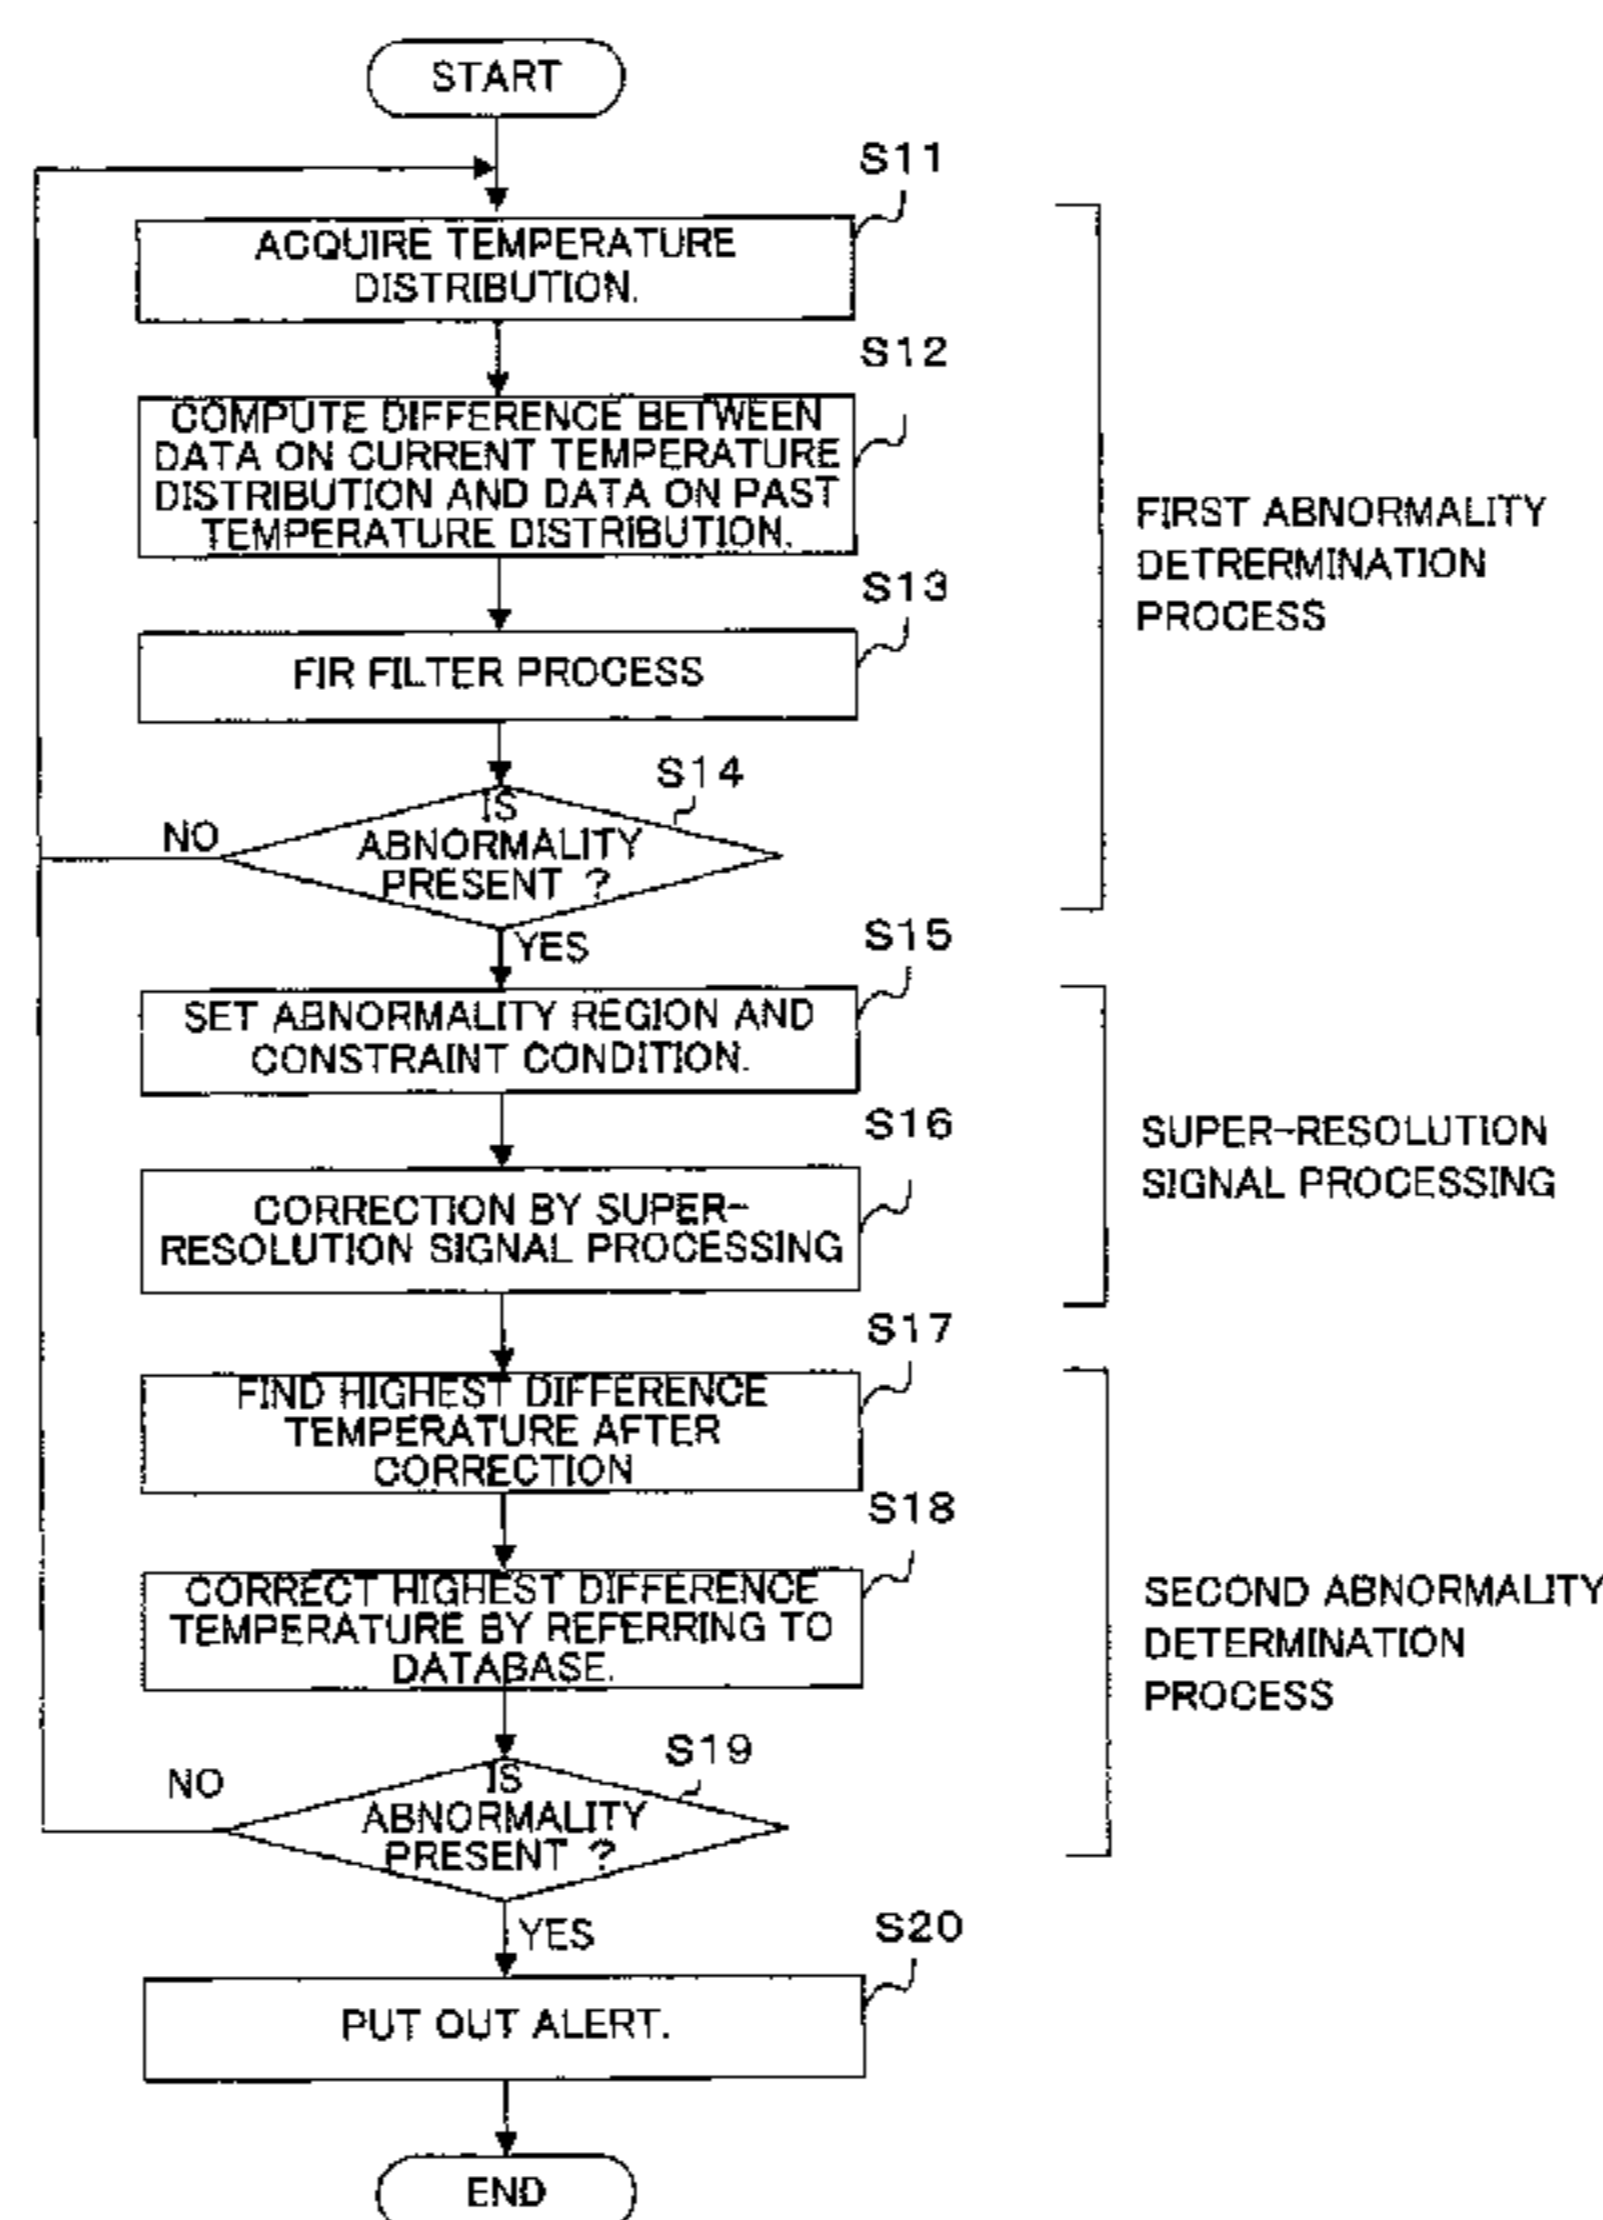 START
S11
ACQUIRE TEMPERATURE
DISTRIBUTION.
S12
COMPUTE DIFFERENCE BETWEEN
DATA ON CURRENT TEMPERATURE
DISTRIBUTION AND DATA ON PAST
TEMPERATURE DISTRIBUTION.
FIRST ABNORMALITY
DETRERMINATION
PROCESS
S13
FIR FILTER PROCESS
S14
IS
ABNORMALITY
PRESENT ?
NO
YES
S15
SET ABNORMALITY REGION AND
CONSTRAINT CONDITION.
S16
CORRECTION BY SUPER-
RESOLUTION SIGNAL PROCESSING
SUPER-RESOLUTION
SIGNAL PROCESSING
S17
FIND HIGHEST DIFFERENCE
TEMPERATURE AFTER
CORRECTION
S18
CORRECT HIGHEST DIFFERENCE
TEMPERATURE BY REFERRING TO
DATABASE.
SECOND ABNORMALITY
DETERMINATION
PROCESS
S19
IS
ABNORMALITY
PRESENT ?
NO
YES
S20
PUT OUT ALERT.
END